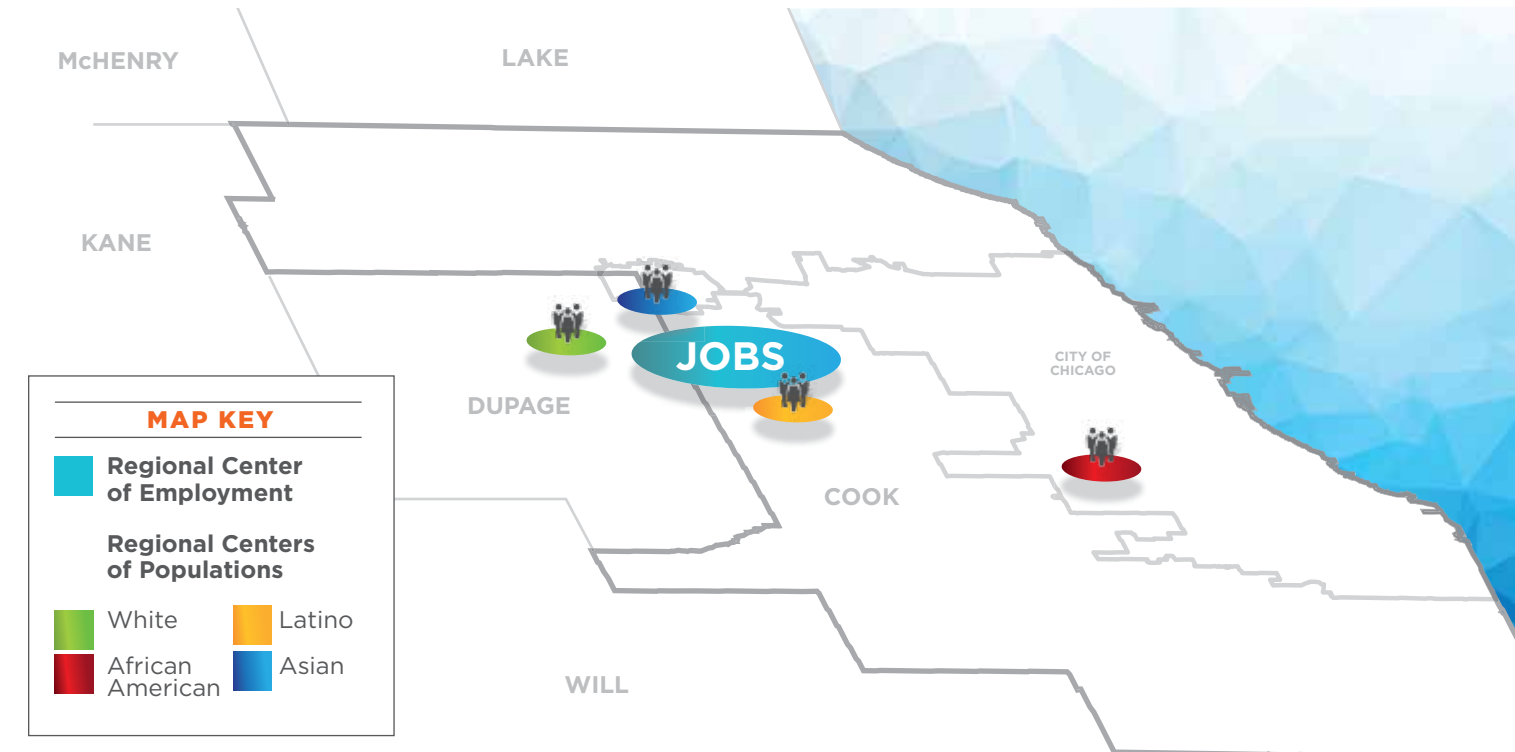 McHENRY
LAKE
KANE
JOBS
CITY OF
CHICAGO
DUPAGE
COOK
WILL
MAP KEY
Regional Center
of Employment
Regional Centers
of Populations
White
Latino
African
American
Asian